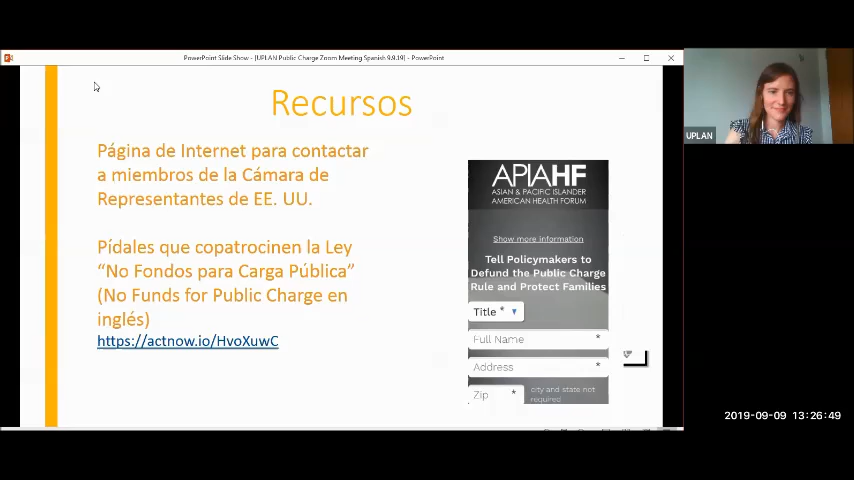 PowerPoint Slide Show - [UPLAN Public Charge Zoom Meeting Spanish 9.9.19] - PowerPoint
Recursos
Página de Internet para contactar
a miembros de la Cámara de
Representantes de EE. UU.
Pídales que copatrocinen la Ley
“No Fondos para Carga Pública”
(No Funds for Public Charge en
inglés)
https://actnow.io/HvoXuwC
APIAHF
ASIAN & PACIFIC ISLANDER
AMERICAN HEALTH FORUM
Show more information
Tell Policymakers to
Defund the Public Charge
Rule and Protect Families
Title *
Full Name *
Address *
Zip * city and state not
required
UPLAN
2019-09-09 13:26:49